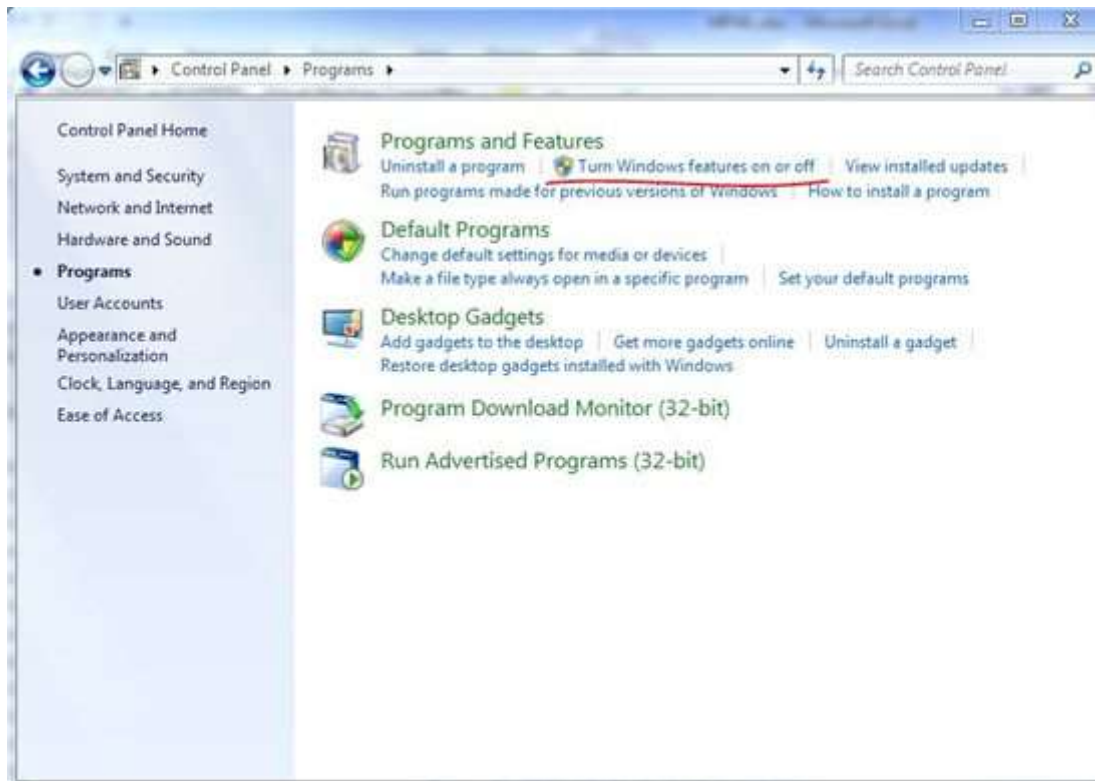 Control Panel Programs
Search Control Panel
Control Panel Home
System and Security
Network and Internet
Hardware and Sound
Programs
User Accounts
Appearance and
Personalization
Clock, Language, and Region
Ease of Access
Programs and Features
Uninstall a program Turn Windows features on or off View installed updates
Run programs made for previous versions of Windows How to install a program
Default Programs
Change default settings for media or devices
Make a file type always open in a specific program Set your default programs
Desktop Gadgets
Add gadgets to the desktop Get more gadgets online Uninstall a gadget
Restore desktop gadgets installed with Windows
Program Download Monitor (32-bit)
Run Advertised Programs (32-bit)